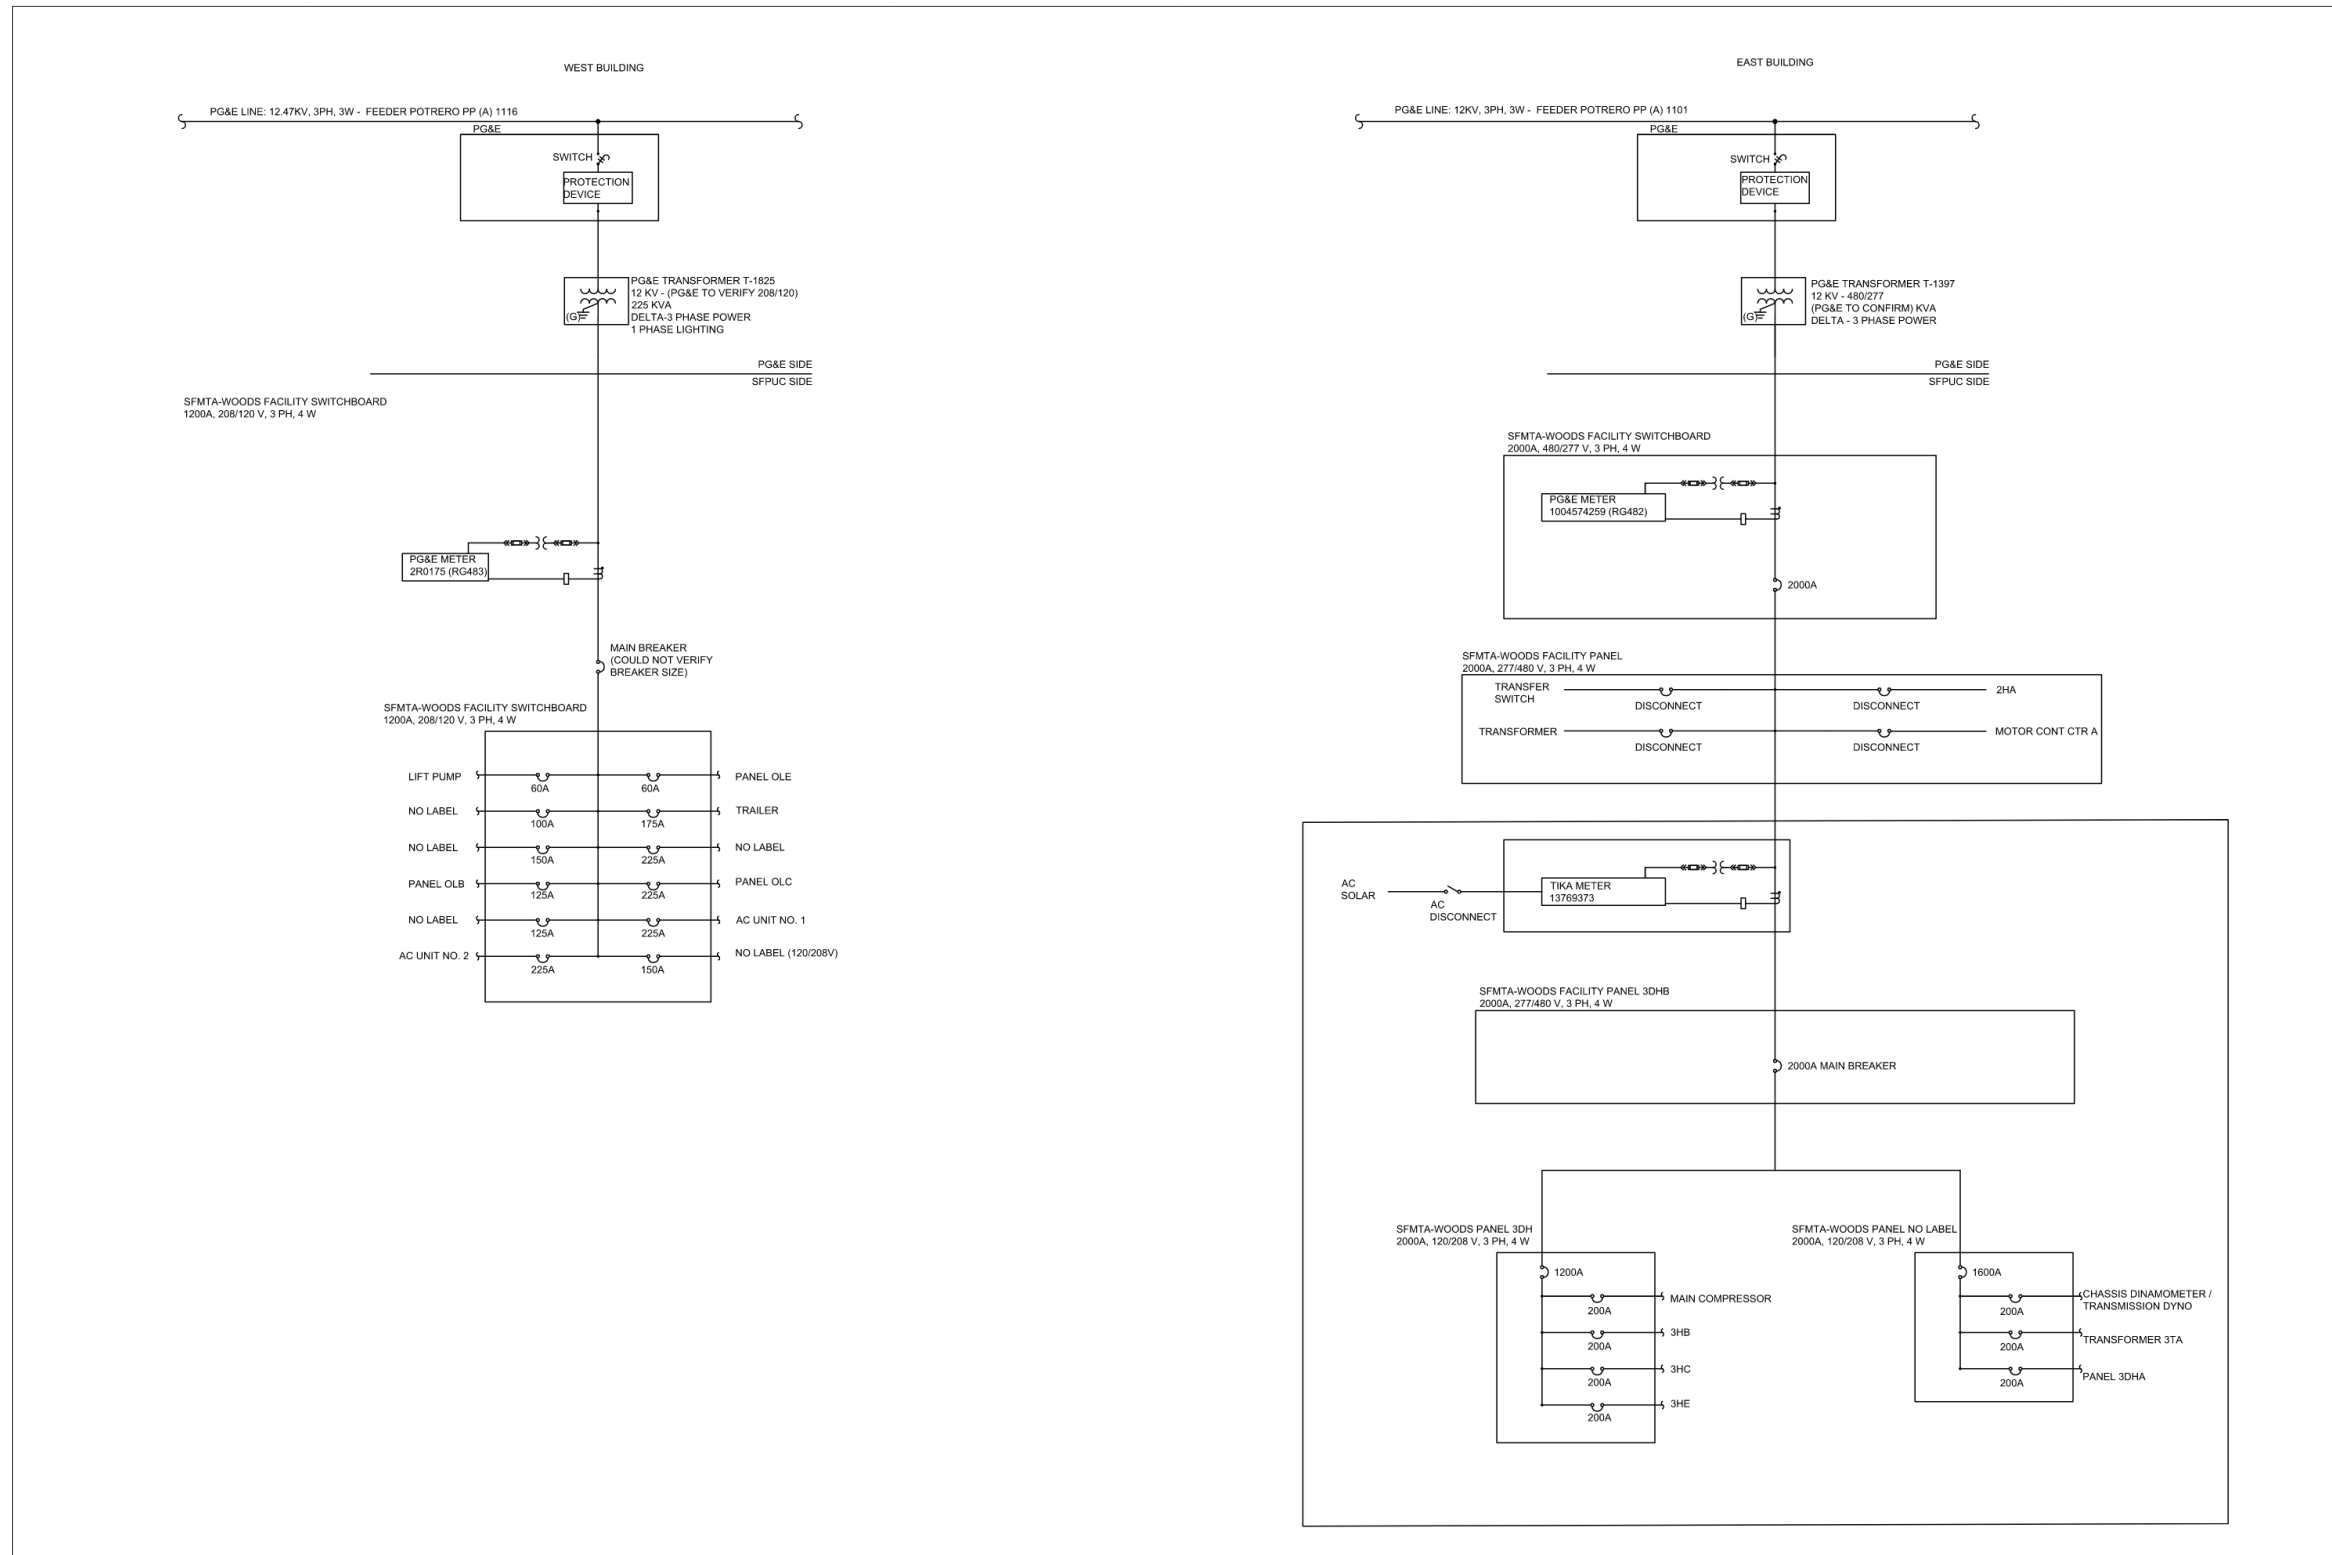 WEST BUILDING
PG&E LINE: 12.47KV, 3PH, 3W - FEEDER POTRERO PP (A) 1116
PG&E
SWITCH
PROTECTION
DEVICE
PG&E TRANSFORMER T-1825
12 KV - (PG&E TO VERIFY 208/120)
225 KVA
DELTA-3 PHASE POWER
1 PHASE LIGHTING
(G)
PG&E SIDE
SFPUC SIDE
SFMTA-WOODS FACILITY SWITCHBOARD
1200A, 208/120 V, 3 PH, 4 W
PG&E METER
2R0175 (RG483)
MAIN BREAKER
(COULD NOT VERIFY
BREAKER SIZE)
SFMTA-WOODS FACILITY SWITCHBOARD
1200A, 208/120 V, 3 PH, 4 W
LIFT PUMP
60A
60A
PANEL OLE
NO LABEL
100A
175A
TRAILER
NO LABEL
150A
225A
NO LABEL
PANEL OLB
125A
225A
PANEL OLC
NO LABEL
125A
225A
AC UNIT NO. 1
AC UNIT NO. 2
225A
150A
NO LABEL (120/208V)
EAST BUILDING
PG&E LINE: 12KV, 3PH, 3W - FEEDER POTRERO PP (A) 1101
PG&E
SWITCH
PROTECTION
DEVICE
PG&E TRANSFORMER T-1397
12 KV - 480/277
(PG&E TO CONFIRM) KVA
DELTA - 3 PHASE POWER
(G)
PG&E SIDE
SFPUC SIDE
SFMTA-WOODS FACILITY SWITCHBOARD
2000A, 480/277 V, 3 PH, 4 W
PG&E METER
1004574259 (RG482)
2000A
SFMTA-WOODS FACILITY PANEL
2000A, 277/480 V, 3 PH, 4 W
TRANSFER
SWITCH
DISCONNECT
DISCONNECT
2HA
TRANSFORMER
DISCONNECT
DISCONNECT
MOTOR CONT CTR A
AC
SOLAR
AC
DISCONNECT
TIKA METER
13769373
SFMTA-WOODS FACILITY PANEL 3DHB
2000A, 277/480 V, 3 PH, 4 W
2000A MAIN BREAKER
SFMTA-WOODS PANEL 3DH
2000A, 120/208 V, 3 PH, 4 W
1200A
200A
MAIN COMPRESSOR
200A
3HB
200A
3HC
200A
3HE
SFMTA-WOODS PANEL NO LABEL
2000A, 120/208 V, 3 PH, 4 W
1600A
200A
CHASSIS DINAMOMETER /
TRANSMISSION DYNO
200A
TRANSFORMER 3TA
200A
PANEL 3DHA